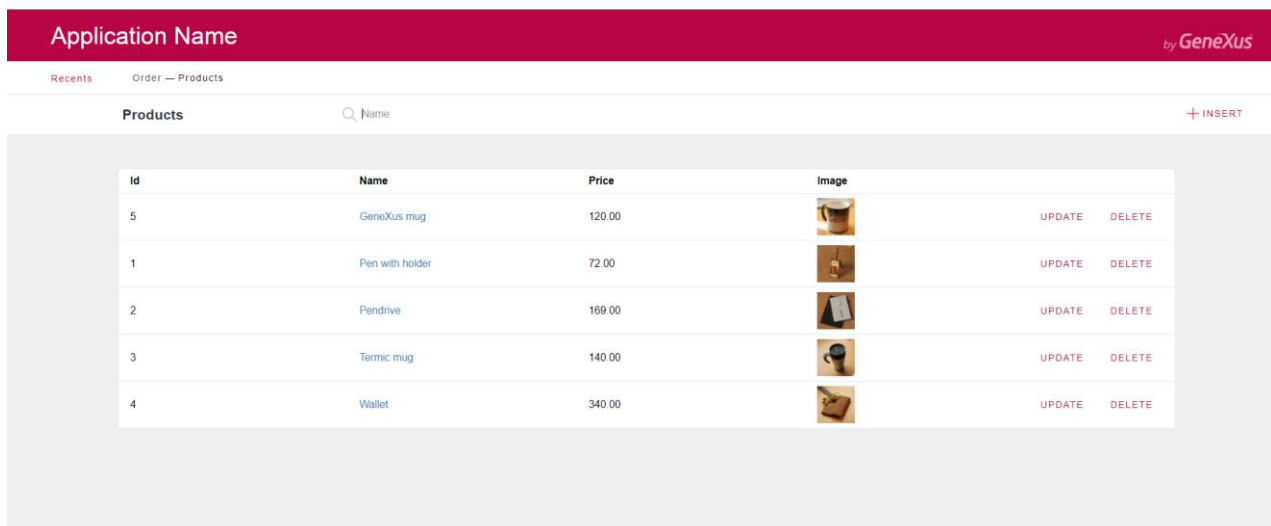 Application Name
by GeneXus
Recents Order — Products
Products Name INSERT
Id Name Price Image
5 GeneXus mug 120.00 UPDATE DELETE
1 Pen with holder 72.00 UPDATE DELETE
2 Pendrive 169.00 UPDATE DELETE
3 Termic mug 140.00 UPDATE DELETE
4 Wallet 340.00 UPDATE DELETE